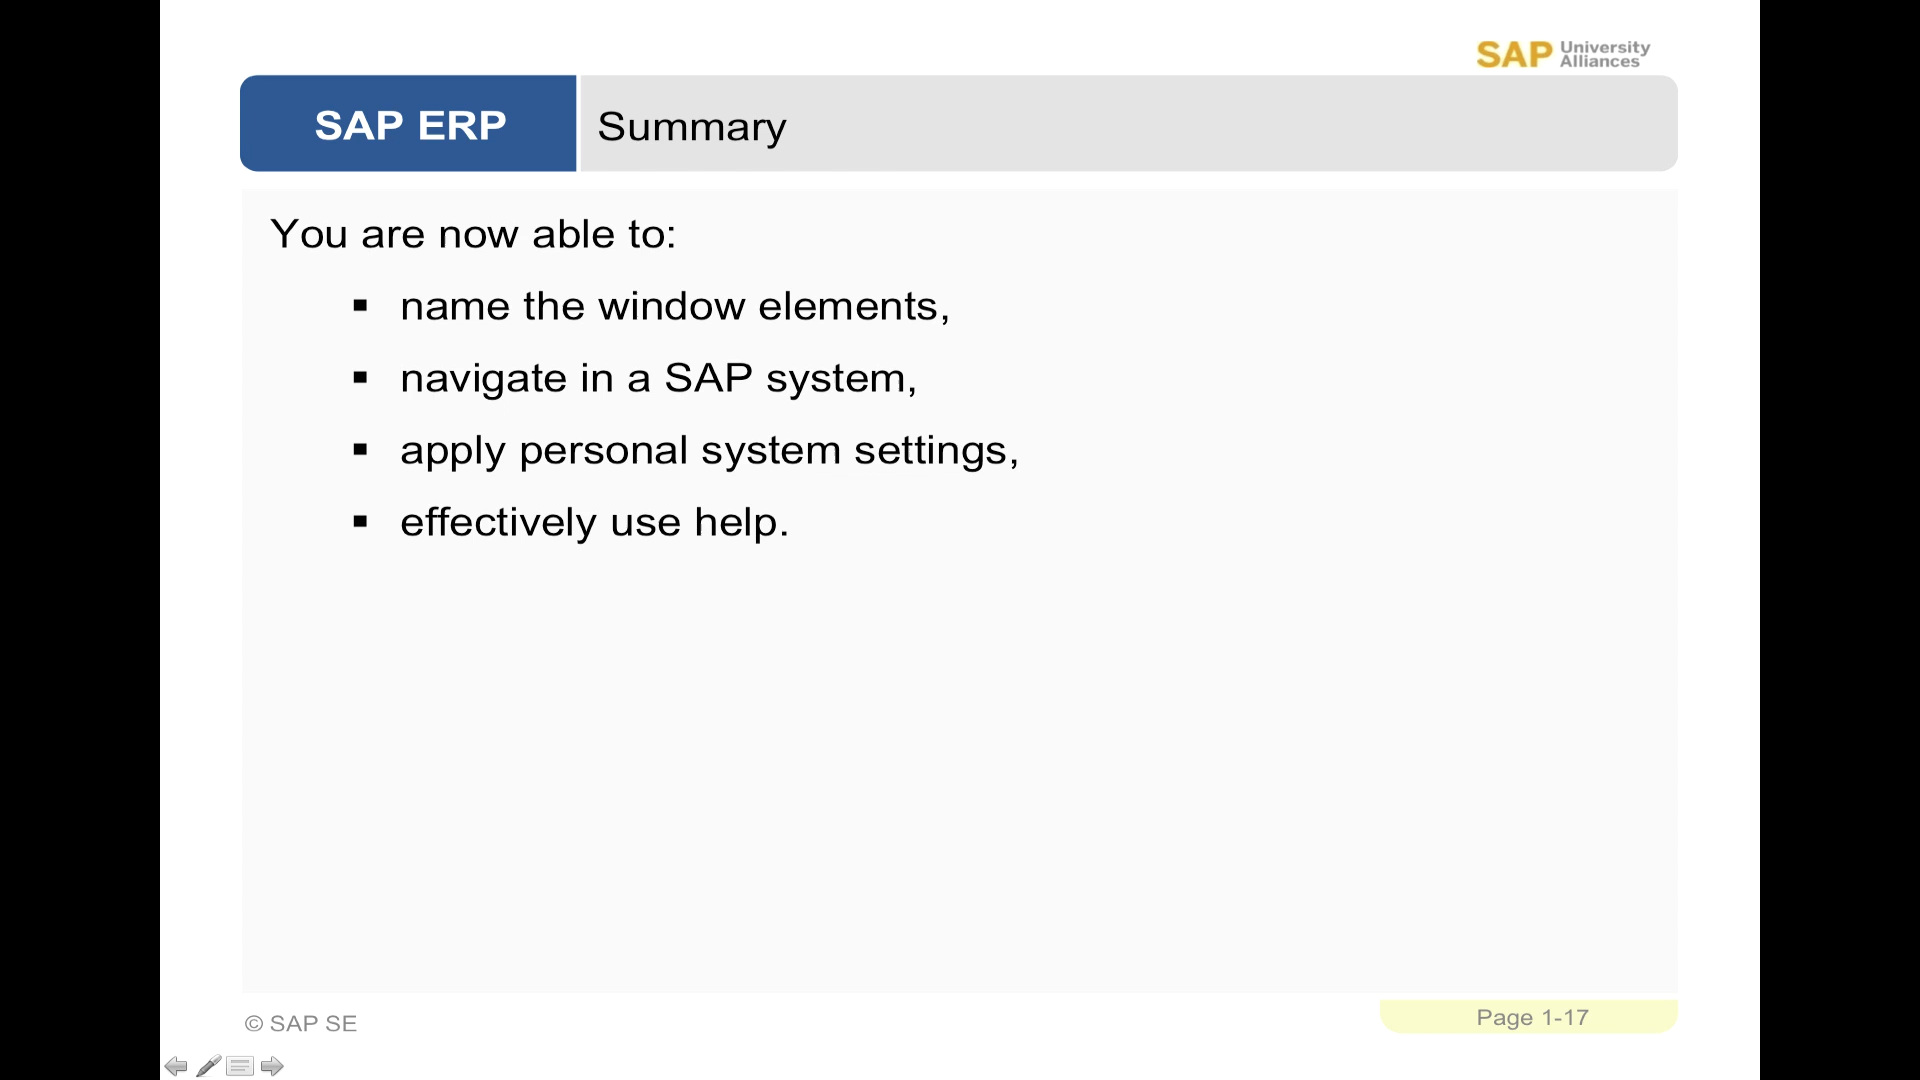 SAP University
Alliances
SAP ERP
Summary
You are now able to:
▪ name the window elements,
▪ navigate in a SAP system,
▪ apply personal system settings,
▪ effectively use help.
© SAP SE
Page 1-17